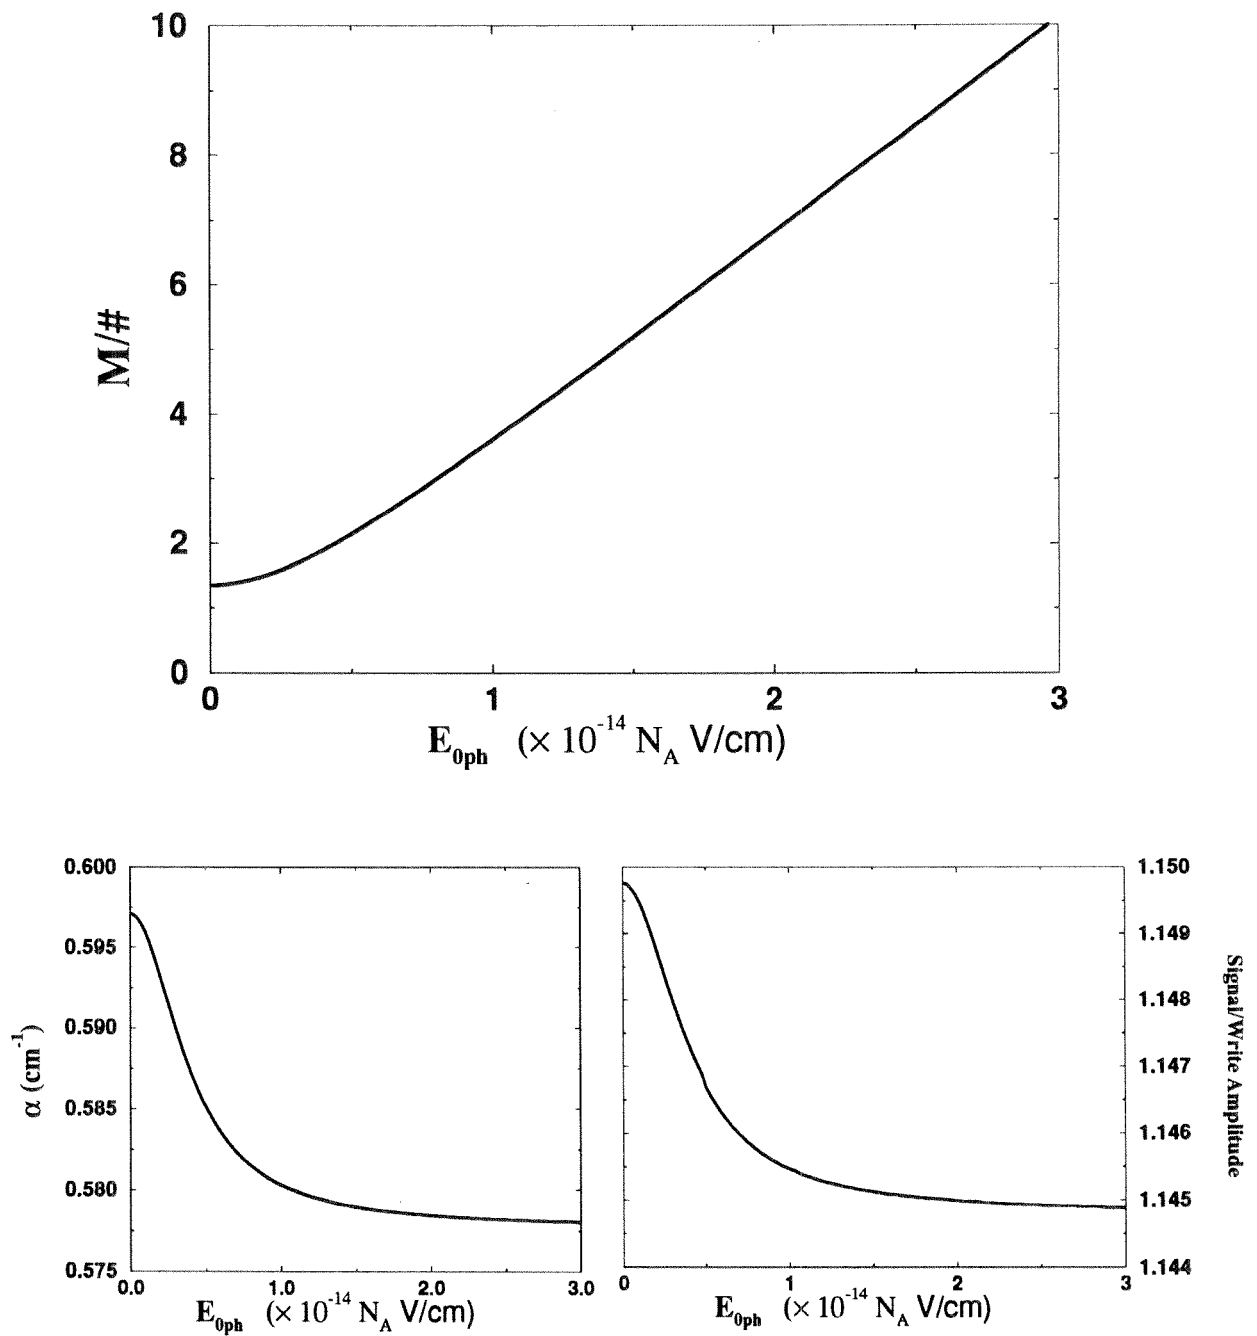 10
8
6
4
2
0
M/#
0 1 2 3
E0ph (× 10^-14 NA V/cm)
0.600
0.595
0.590
0.585
0.580
0.575
α (cm^-1)
0.0 1.0 2.0 3.0
E0ph (× 10^-14 NA V/cm)
1.150
1.149
1.148
1.147
1.146
1.145
1.144
Signal/Write Amplitude
0 1 2 3
E0ph (× 10^-14 NA V/cm)